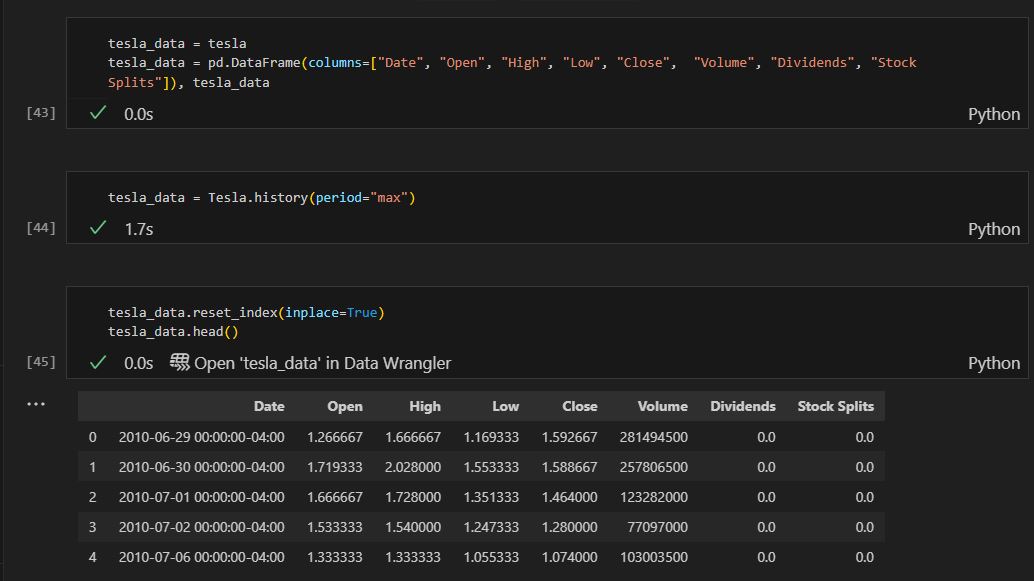 tesla_data = tesla
tesla_data = pd.DataFrame(columns=["Date", "Open", "High", "Low", "Close",  "Volume", "Dividends", "Stock
Splits"]), tesla_data
[43] ✓ 0.0s Python
tesla_data = Tesla.history(period="max")
[44] ✓ 1.7s Python
tesla_data.reset_index(inplace=True)
tesla_data.head()
[45] ✓ 0.0s Open 'tesla_data' in Data Wrangler Python
... Date Open High Low Close Volume Dividends Stock Splits
0 2010-06-29 00:00:00-04:00 1.266667 1.666667 1.169333 1.592667 281494500 0.0 0.0
1 2010-06-30 00:00:00-04:00 1.719333 2.028000 1.553333 1.588667 257806500 0.0 0.0
2 2010-07-01 00:00:00-04:00 1.666667 1.728000 1.351333 1.464000 123282000 0.0 0.0
3 2010-07-02 00:00:00-04:00 1.533333 1.540000 1.247333 1.280000 77097000 0.0 0.0
4 2010-07-06 00:00:00-04:00 1.333333 1.333333 1.055333 1.074000 103003500 0.0 0.0